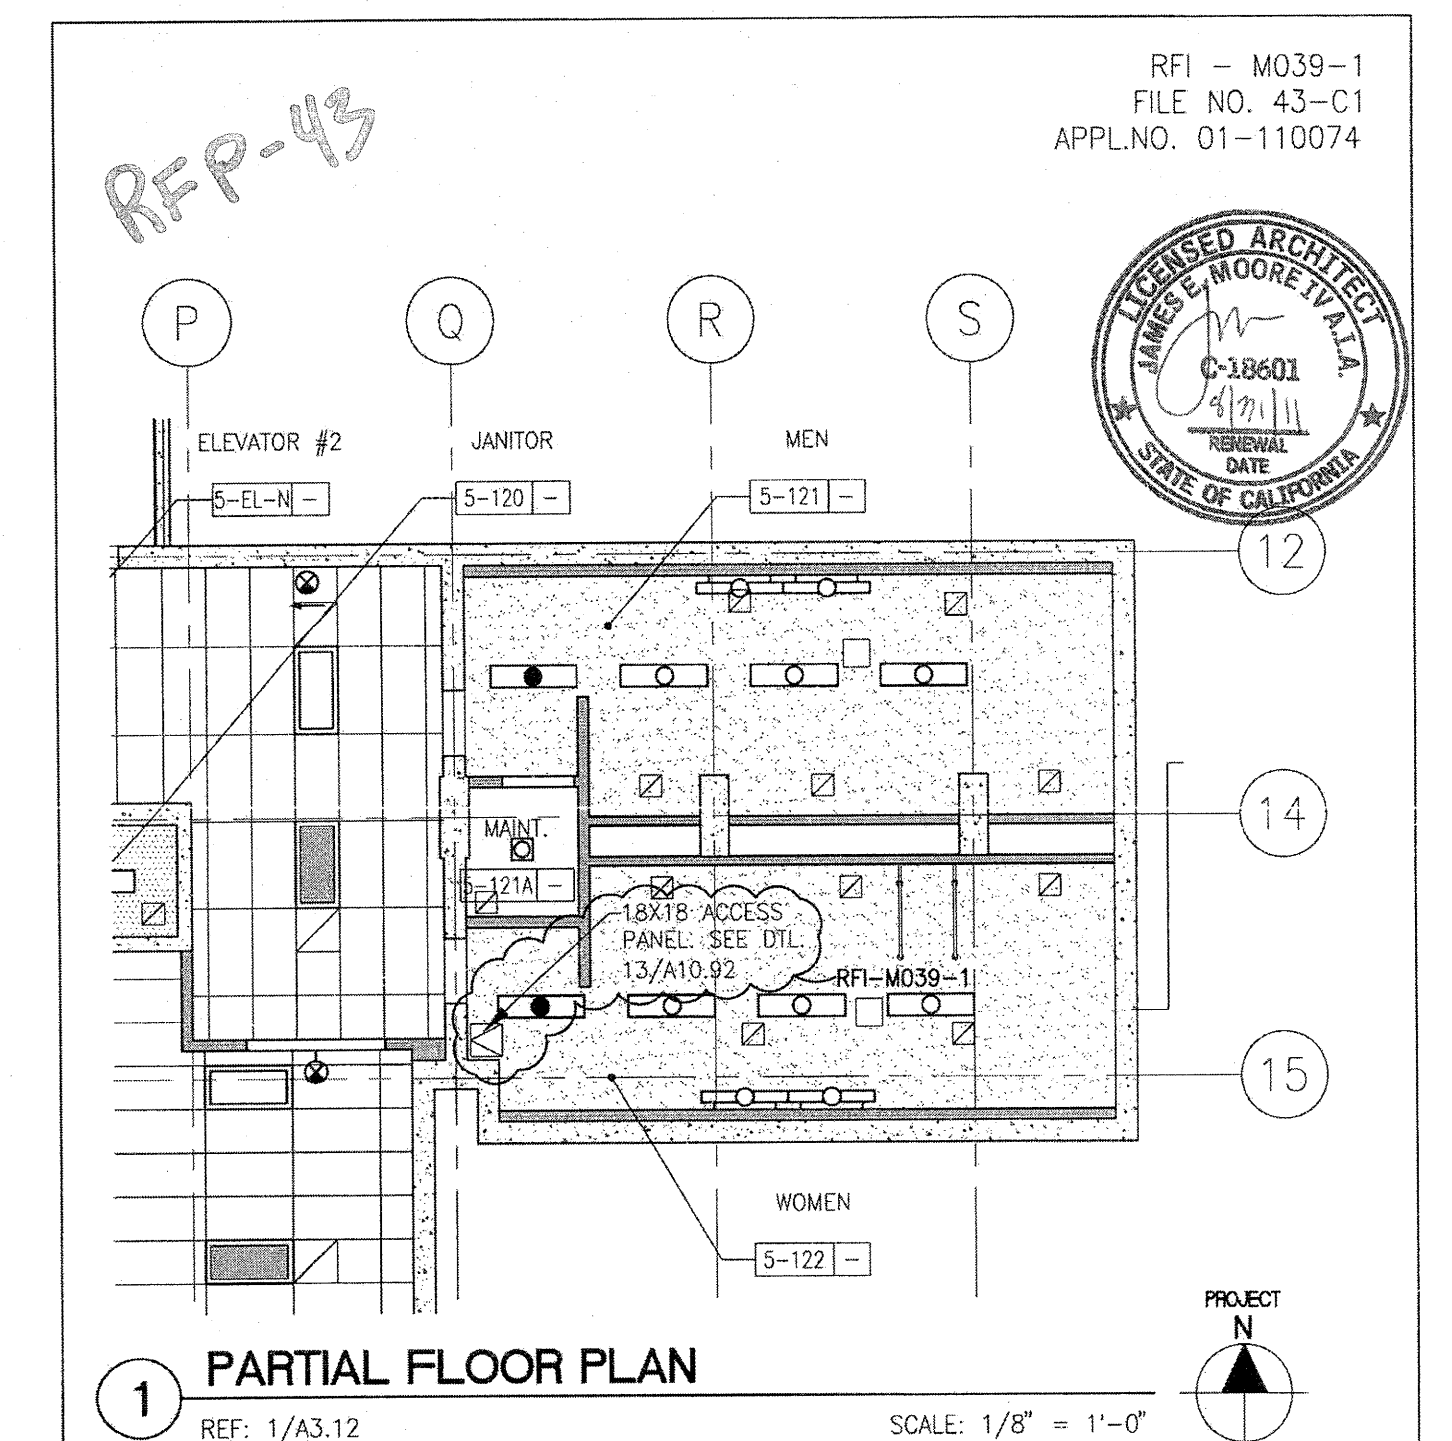 RFI - M039-1
FILE NO. 43-C1
APPL.NO. 01-110074
RFP-43
LICENSED ARCHITECT
JAMES E. MOORE IV A.I.A.
C-18601
RENEWAL
DATE
STATE OF CALIFORNIA
P
Q
R
S
ELEVATOR #2
JANITOR
MEN
5-EL-N -
5-120 -
5-121 -
12
14
MAINT.
5-121A -
18X18 ACCESS
PANEL. SEE DTL.
13/A10.92
RFI-M039-1
15
WOMEN
5-122 -
PROJECT
N
1
PARTIAL FLOOR PLAN
REF: 1/A3.12
SCALE: 1/8" = 1'-0"